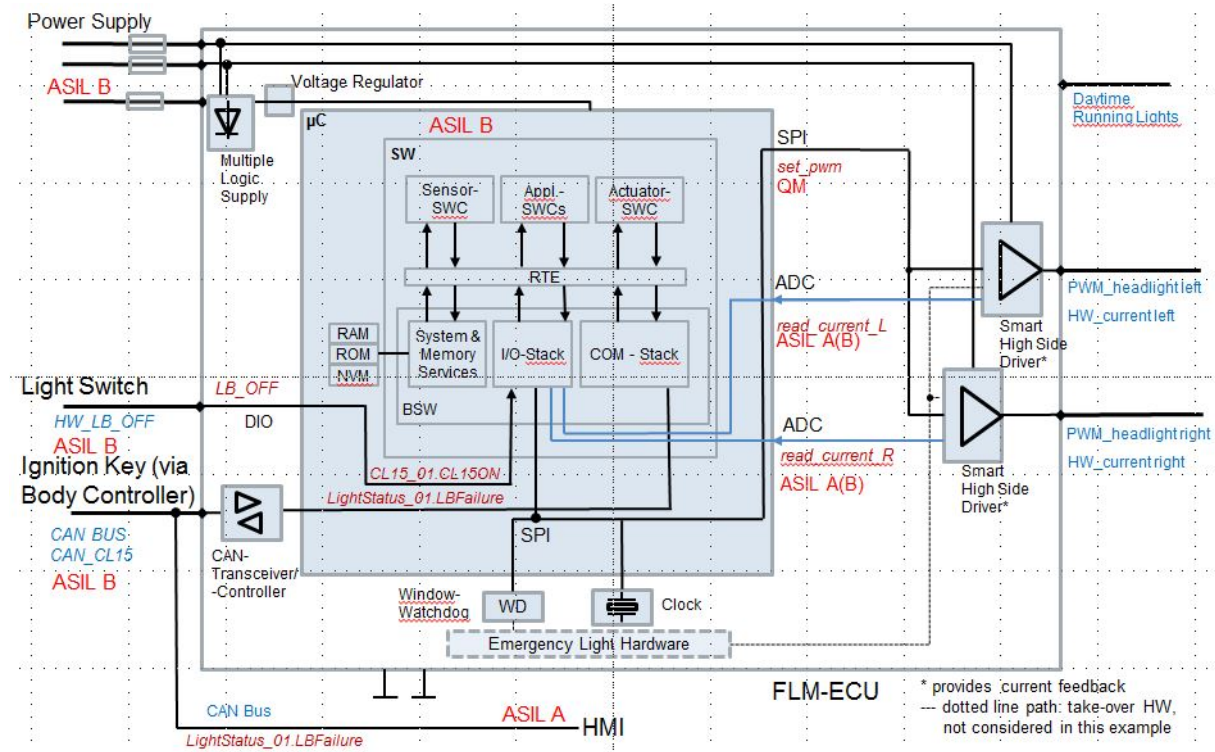 Power Supply
ASIL B
Voltage Regulator
Multiple
Logic
Supply
µC
ASIL B
SW
Sensor-
SWC
Appl.-
SWCs
Actuator-
SWC
RTE
RAM
ROM
NVM
System &
Memory
Services
I/O-Stack
COM - Stack
BSW
SPI
set_pwm
QM
ADC
read_current_L
ASIL A(B)
ADC
read_current_R
ASIL A(B)
Daytime
Running Lights
PWM_headlight left
HW_current left
Smart
High Side
Driver*
PWM_headlight right
HW_current right
Smart
High Side
Driver*
Light Switch
LB_OFF
HW_LB_OFF
DIO
ASIL B
Ignition Key (via
Body Controller)
CL15_01.CL15ON
LightStatus_01.LBFailure
CAN BUS
CAN_CL15
ASIL B
CAN-
Transceiver/
-Controller
SPI
Window-
Watchdog
WD
Clock
Emergency Light Hardware
FLM-ECU
CAN Bus
ASIL A
HMI
LightStatus_01.LBFailure
* provides current feedback
--- dotted line path: take-over HW,
not considered in this example